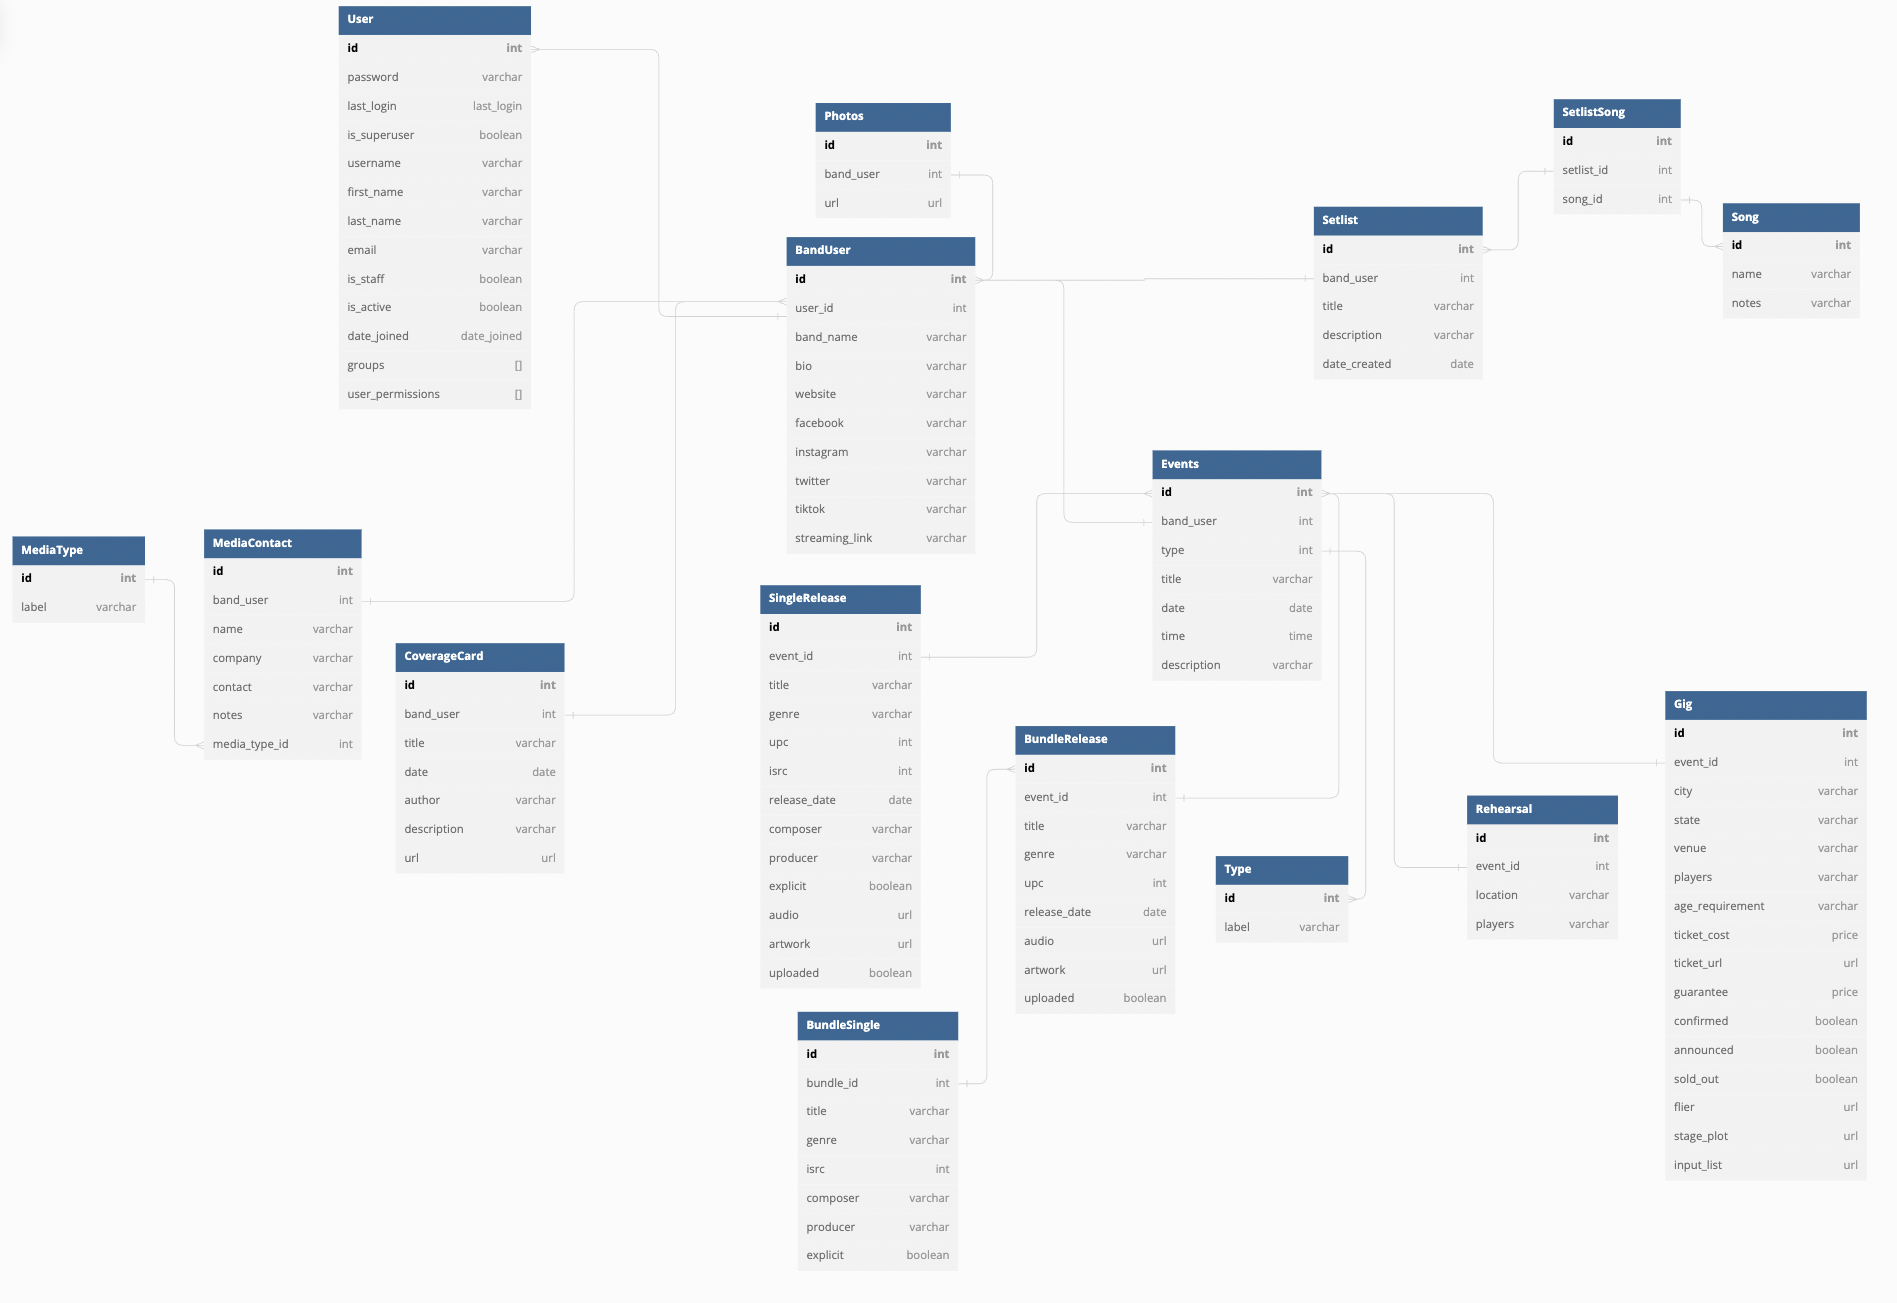 User
id int
password varchar
last_login last_login
is_superuser boolean
username varchar
first_name varchar
last_name varchar
email varchar
is_staff boolean
is_active boolean
date_joined date_joined
groups []
user_permissions []
Photos
id int
band_user int
url url
BandUser
id int
user_id int
band_name varchar
bio varchar
website varchar
facebook varchar
instagram varchar
twitter varchar
tiktok varchar
streaming_link varchar
SetlistSong
id int
setlist_id int
song_id int
Song
id int
name varchar
notes varchar
Setlist
id int
band_user int
title varchar
description varchar
date_created date
Events
id int
band_user int
type int
title varchar
date date
time time
description varchar
MediaType
id int
label varchar
MediaContact
id int
band_user int
name varchar
company varchar
contact varchar
notes varchar
media_type_id int
CoverageCard
id int
band_user int
title varchar
date date
author varchar
description varchar
url url
SingleRelease
id int
event_id int
title varchar
genre varchar
upc int
isrc int
release_date date
composer varchar
producer varchar
explicit boolean
audio url
artwork url
uploaded boolean
BundleRelease
id int
event_id int
title varchar
genre varchar
upc int
release_date date
audio url
artwork url
uploaded boolean
Type
id int
label varchar
Rehearsal
id int
event_id int
location varchar
players varchar
Gig
id int
event_id int
city varchar
state varchar
venue varchar
players varchar
age_requirement varchar
ticket_cost price
ticket_url url
guarantee price
confirmed boolean
announced boolean
sold_out boolean
flier url
stage_plot url
input_list url
BundleSingle
id int
bundle_id int
title varchar
genre varchar
isrc int
composer varchar
producer varchar
explicit boolean